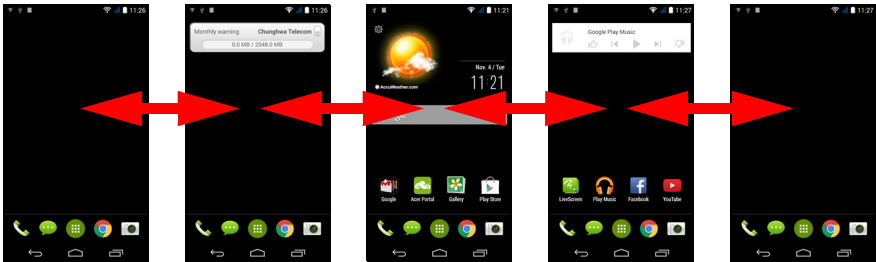 11:26
11:26
Monthly warning Chunghwa Telecom
0.0 MB / 2048.0 MB
11:21
AccuWeather.com
Nov. 4 / Tue
11:21
Google Acer Portal Gallery Play Store
11:27
Google Play Music
LiveScreen Play Music Facebook YouTube
11:27